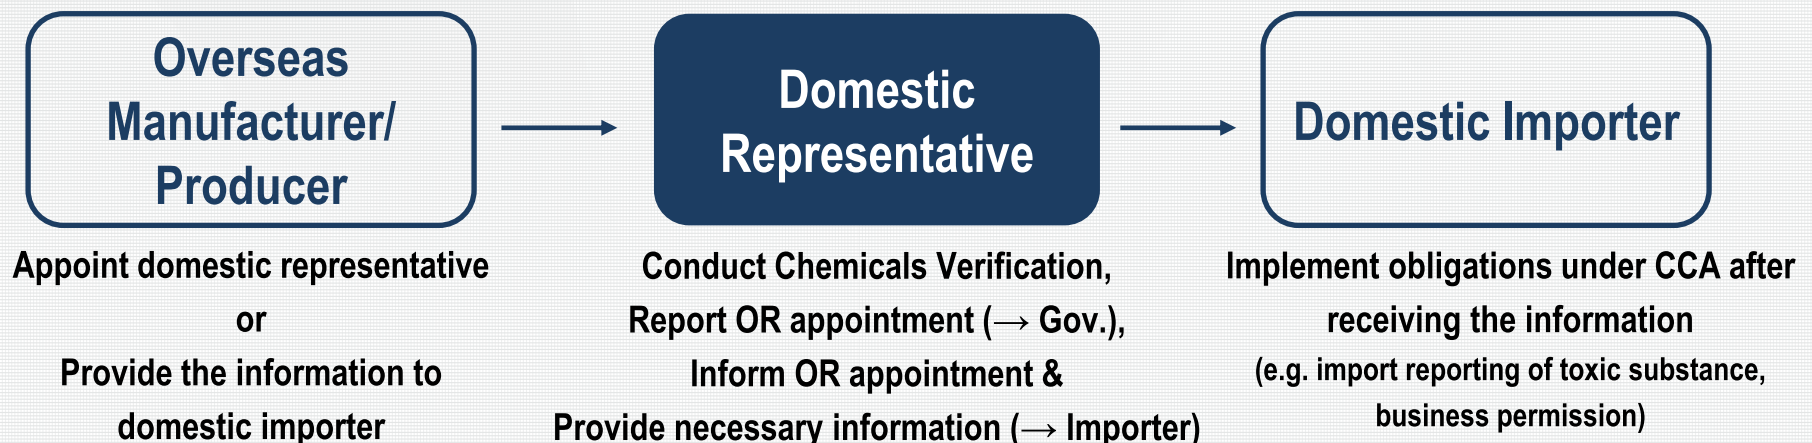 Overseas
Manufacturer/
Producer
Appoint domestic representative
or
Provide the information to
domestic importer
Domestic
Representative
Conduct Chemicals Verification,
Report OR appointment (→ Gov.),
Inform OR appointment &
Provide necessary information (→ Importer)
Domestic Importer
Implement obligations under CCA after
receiving the information
(e.g. import reporting of toxic substance,
business permission)